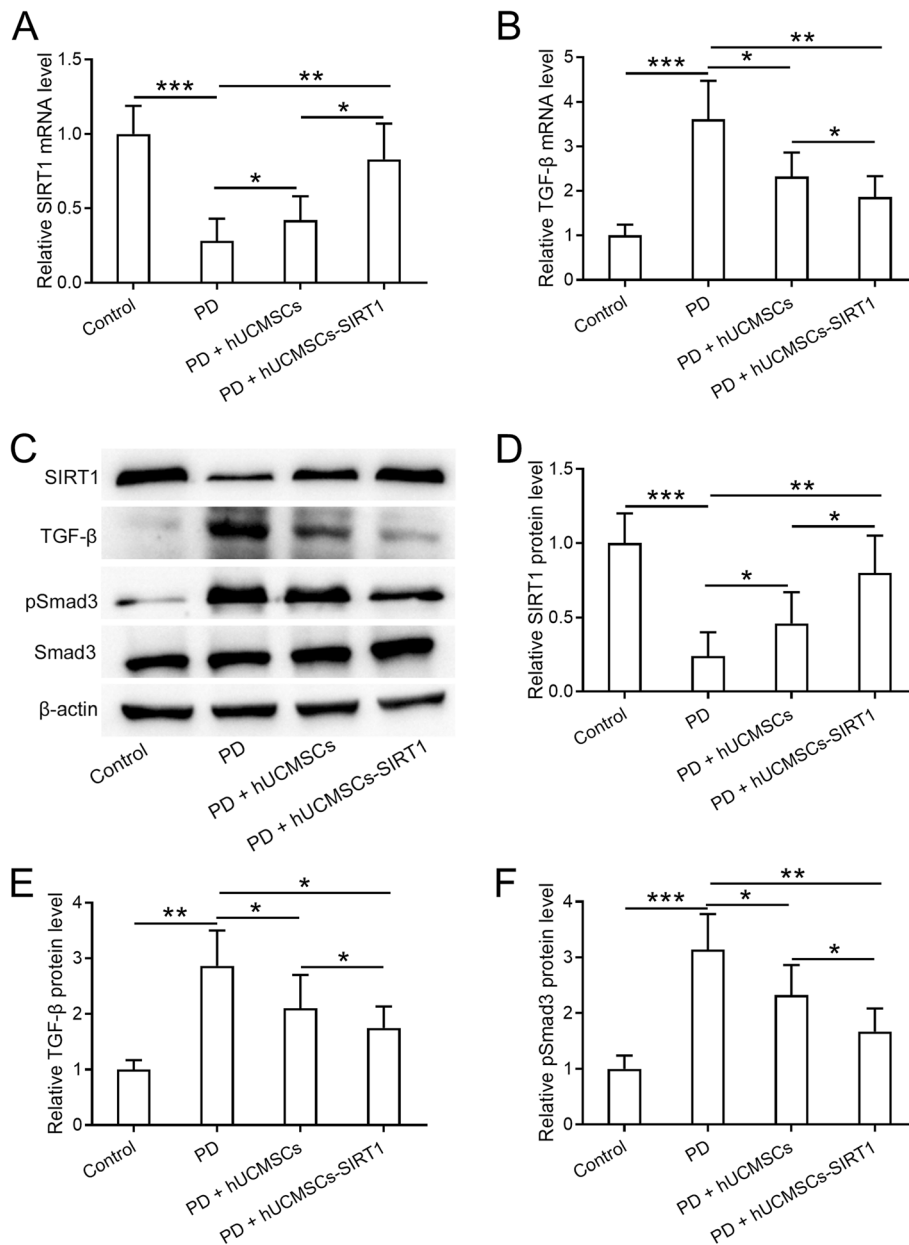 A
Relative SIRT1 mRNA level
1.5
1.0
0.5
0.0
***
**
*
*
Control
PD
PD + hUCMSCs
PD + hUCMSCs-SIRT1
B
Relative TGF-β mRNA level
5
4
3
2
1
0
***
**
*
*
Control
PD
PD + hUCMSCs
PD + hUCMSCs-SIRT1
C
SIRT1
TGF-β
pSmad3
Smad3
β-actin
Control
PD
PD + hUCMSCs
PD + hUCMSCs-SIRT1
D
Relative SIRT1 protein level
1.5
1.0
0.5
0.0
***
**
*
*
Control
PD
PD + hUCMSCs
PD + hUCMSCs-SIRT1
E
Relative TGF-β protein level
4
3
2
1
0
**
*
*
*
Control
PD
PD + hUCMSCs
PD + hUCMSCs-SIRT1
F
Relative pSmad3 protein level
4
3
2
1
0
***
**
*
*
Control
PD
PD + hUCMSCs
PD + hUCMSCs-SIRT1